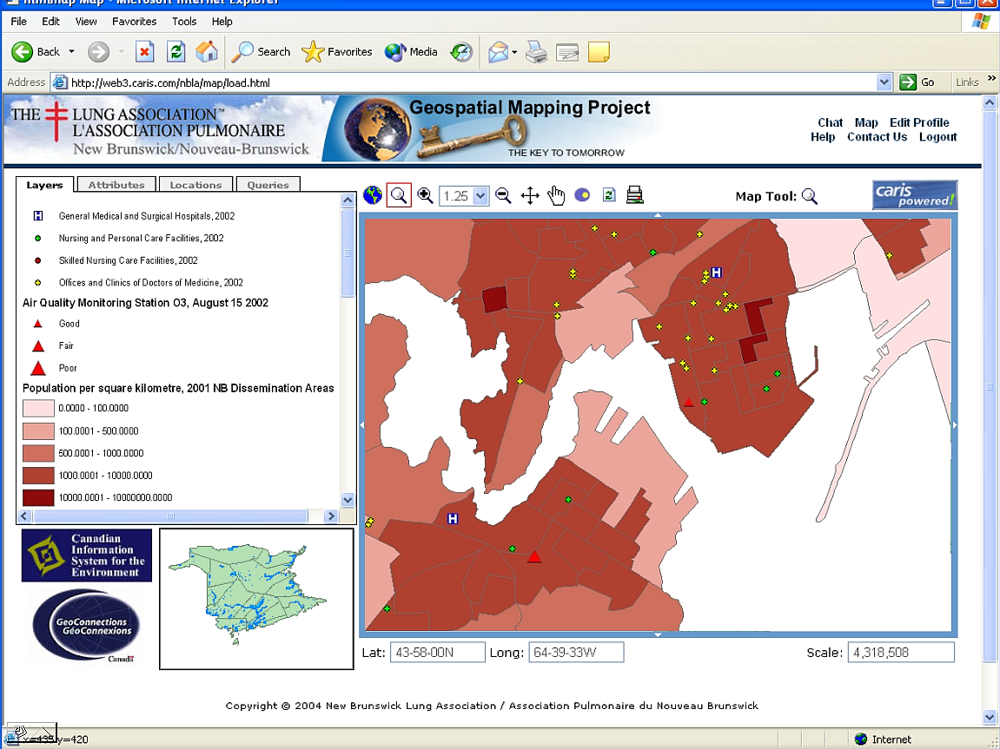 htmlmap Map - Microsoft Internet Explorer
File Edit View Favorites Tools Help
Back Search Favorites Media
Address http://web3.caris.com/nbla/map/load.html Go Links »
THE LUNG ASSOCIATION™
L'ASSOCIATION PULMONAIRE
New Brunswick/Nouveau-Brunswick
Geospatial Mapping Project
THE KEY TO TOMORROW
Chat Map Edit Profile
Help Contact Us Logout
Layers Attributes Locations Queries
1.25
Map Tool:
caris
powered!
H General Medical and Surgical Hospitals, 2002
Nursing and Personal Care Facilities, 2002
Skilled Nursing Care Facilities, 2002
Offices and Clinics of Doctors of Medicine, 2002
Air Quality Monitoring Station O3, August 15 2002
Good
Fair
Poor
Population per square kilometre, 2001 NB Dissemination Areas
0.0000 - 100.0000
100.0001 - 500.0000
500.0001 - 1000.0000
1000.0001 - 10000.0000
10000.0001 - 10000000.0000
H
H
Canadian
Information
System for the
Environment
GeoConnections
GéoConnexions
Canada
Lat: 43-58-00N Long: 64-39-33W Scale: 4,318,508
Copyright © 2004 New Brunswick Lung Association / Association Pulmonaire du Nouveau Brunswick
x=435,y=420
Internet